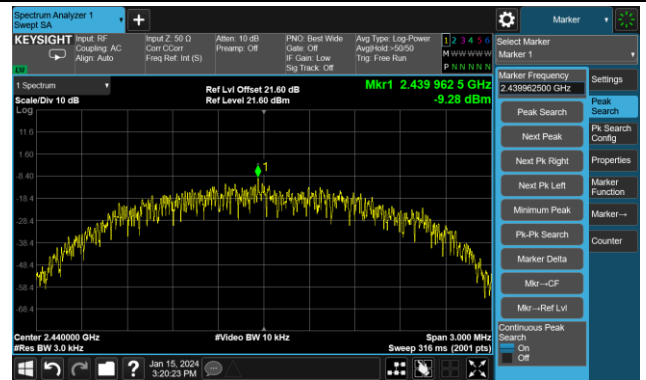 Spectrum Analyzer 1
Swept SA
Marker
KEYSIGHT
Input: RF
Coupling: AC
Align: Auto
Input Z: 50 Ω
Corr CCorr
Freq Ref: Int (S)
Atten: 10 dB
Preamp: Off
PNO: Best Wide
Gate: Off
IF Gain: Low
Sig Track: Off
Avg Type: Log-Power
Avg|Hold:>50/50
Trig: Free Run
1 2 3 4 5 6
M W W W W W
P N N N N N
Select Marker
Marker 1
1 Spectrum
Scale/Div 10 dB
Log
Ref Lvl Offset 21.60 dB
Ref Level 21.60 dBm
Mkr1 2.439 962 5 GHz
-9.28 dBm
11.6
1.60
-8.40
-18.4
-28.4
-38.4
-48.4
-58.4
-68.4
1
Center 2.440000 GHz
#Res BW 3.0 kHz
#Video BW 10 kHz
Span 3.000 MHz
Sweep 316 ms (2001 pts)
Marker Frequency
2.439962500 GHz
Peak Search
Next Peak
Next Pk Right
Next Pk Left
Minimum Peak
Pk-Pk Search
Marker Delta
Mkr→CF
Mkr→Ref Lvl
Continuous Peak
Search
On
Off
Settings
Peak
Search
Pk Search
Config
Properties
Marker
Function
Marker→
Counter
Jan 15, 2024
3:20:23 PM